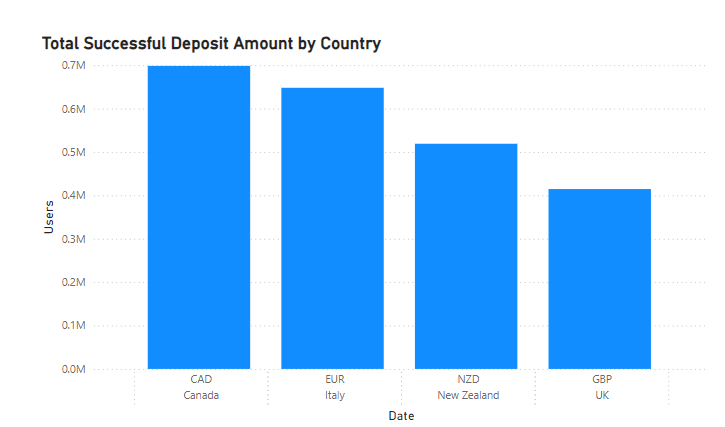 Total Successful Deposit Amount by Country
0.7M
0.6M
0.5M
0.4M
0.3M
0.2M
0.1M
0.0M
Users
CAD EUR NZD GBP
Canada Italy New Zealand UK
Date